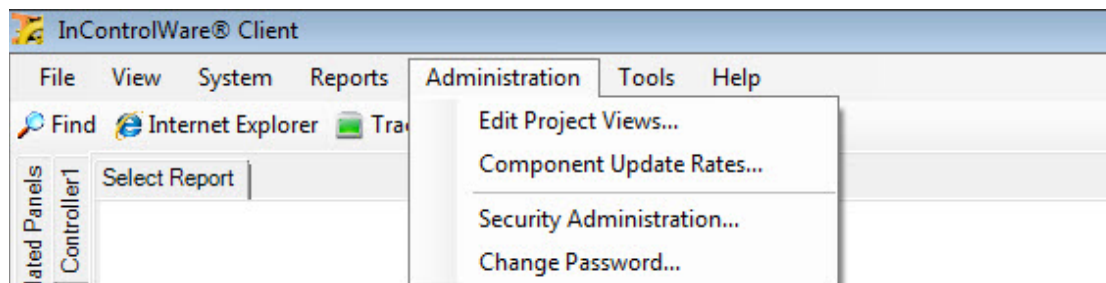 InControlWare® Client
File View System Reports Administration Tools Help
Find Internet Explorer
Edit Project Views...
Component Update Rates...
Select Report
Security Administration...
Change Password...
Panels
Controller1